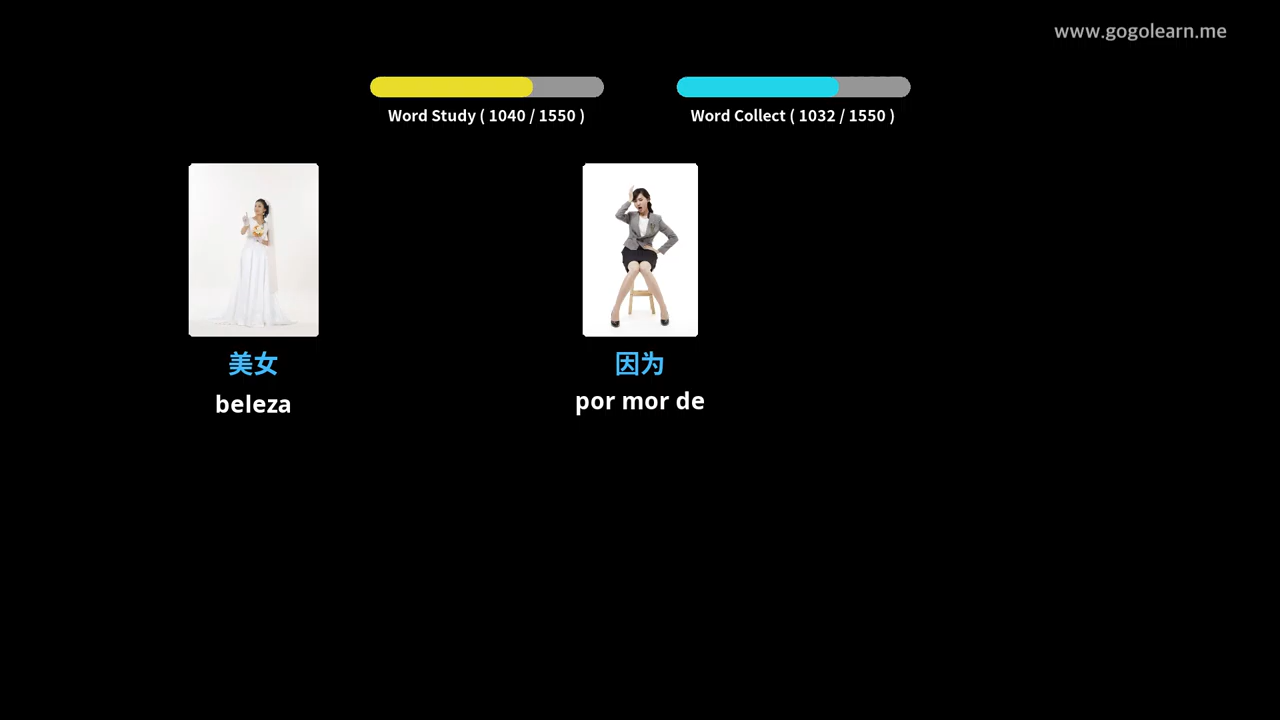 www.gogolearn.me
Word Study ( 1040 / 1550 )
Word Collect ( 1032 / 1550 )
美女
beleza
因为
por mor de